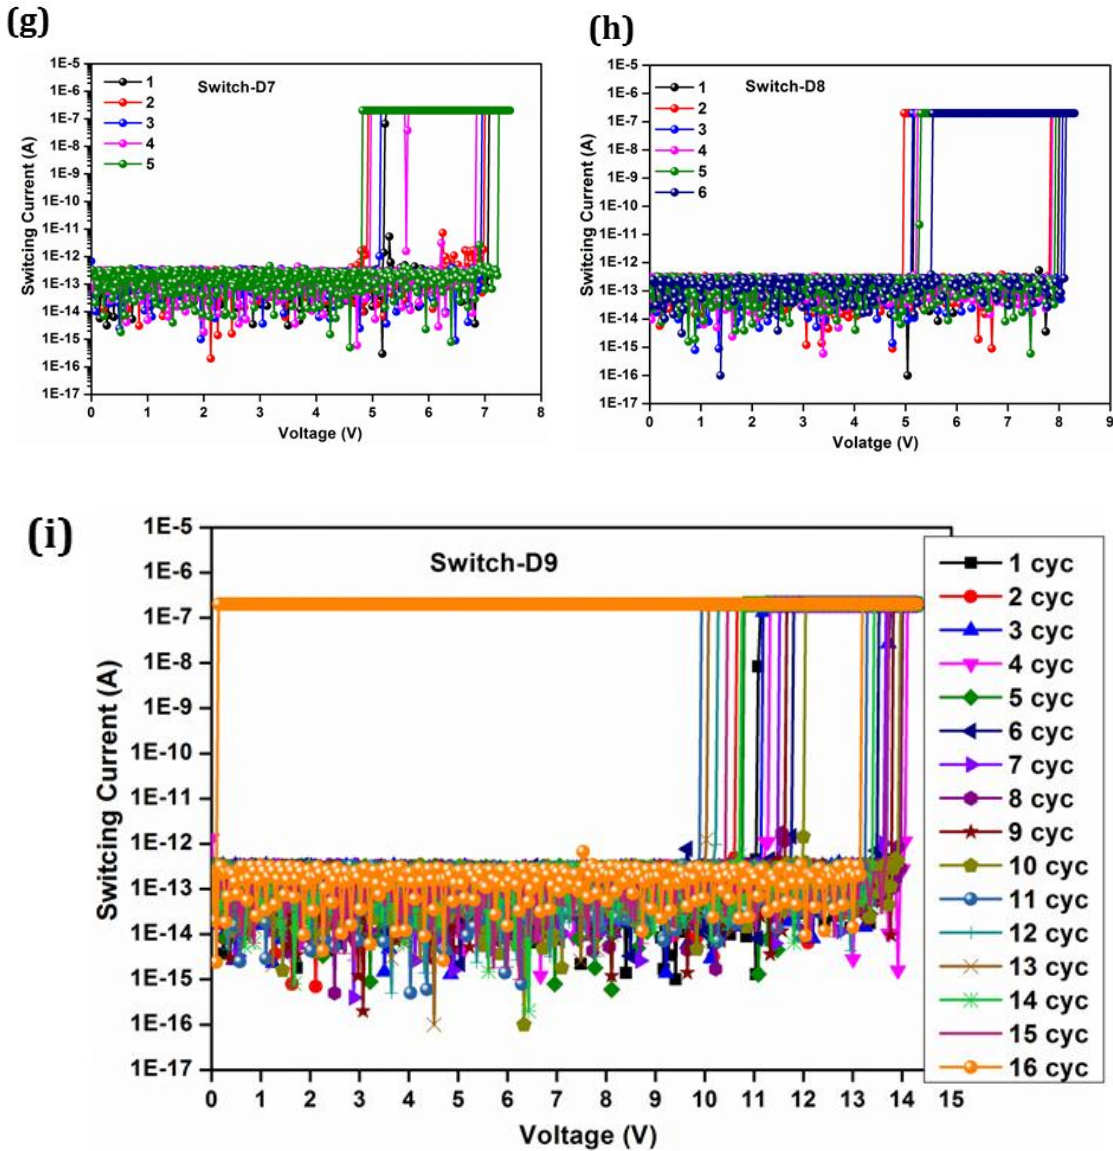 (g)
Switcing Current (A)
1E-5
1E-6
1E-7
1E-8
1E-9
1E-10
1E-11
1E-12
1E-13
1E-14
1E-15
1E-16
1E-17
Switch-D7
1
2
3
4
5
0 1 2 3 4 5 6 7 8
Voltage (V)
(h)
Switcing Current (A)
1E-5
1E-6
1E-7
1E-8
1E-9
1E-10
1E-11
1E-12
1E-13
1E-14
1E-15
1E-16
1E-17
Switch-D8
1
2
3
4
5
6
0 1 2 3 4 5 6 7 8 9
Volatge (V)
(i)
Switcing Current (A)
1E-5
1E-6
1E-7
1E-8
1E-9
1E-10
1E-11
1E-12
1E-13
1E-14
1E-15
1E-16
1E-17
Switch-D9
1 cyc
2 cyc
3 cyc
4 cyc
5 cyc
6 cyc
7 cyc
8 cyc
9 cyc
10 cyc
11 cyc
12 cyc
13 cyc
14 cyc
15 cyc
16 cyc
0 1 2 3 4 5 6 7 8 9 10 11 12 13 14 15
Voltage (V)